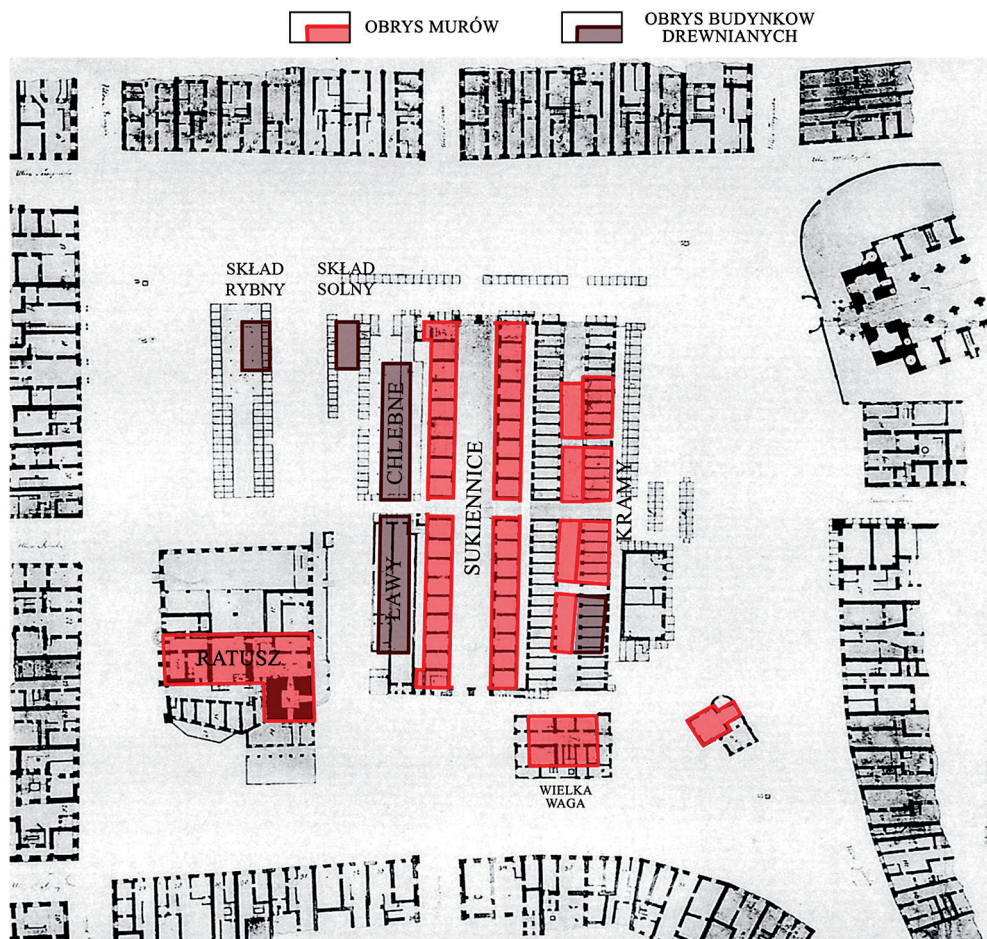 OBRYS MURÓW
OBRYS BUDYNKOW
DREWNIANYCH
SKŁAD
RYBNY
SKŁAD
SOLNY
CHLEBNE
ŁAWY
SUKIENNICE
KRAMY
RATUSZ
WIELKA
WAGA